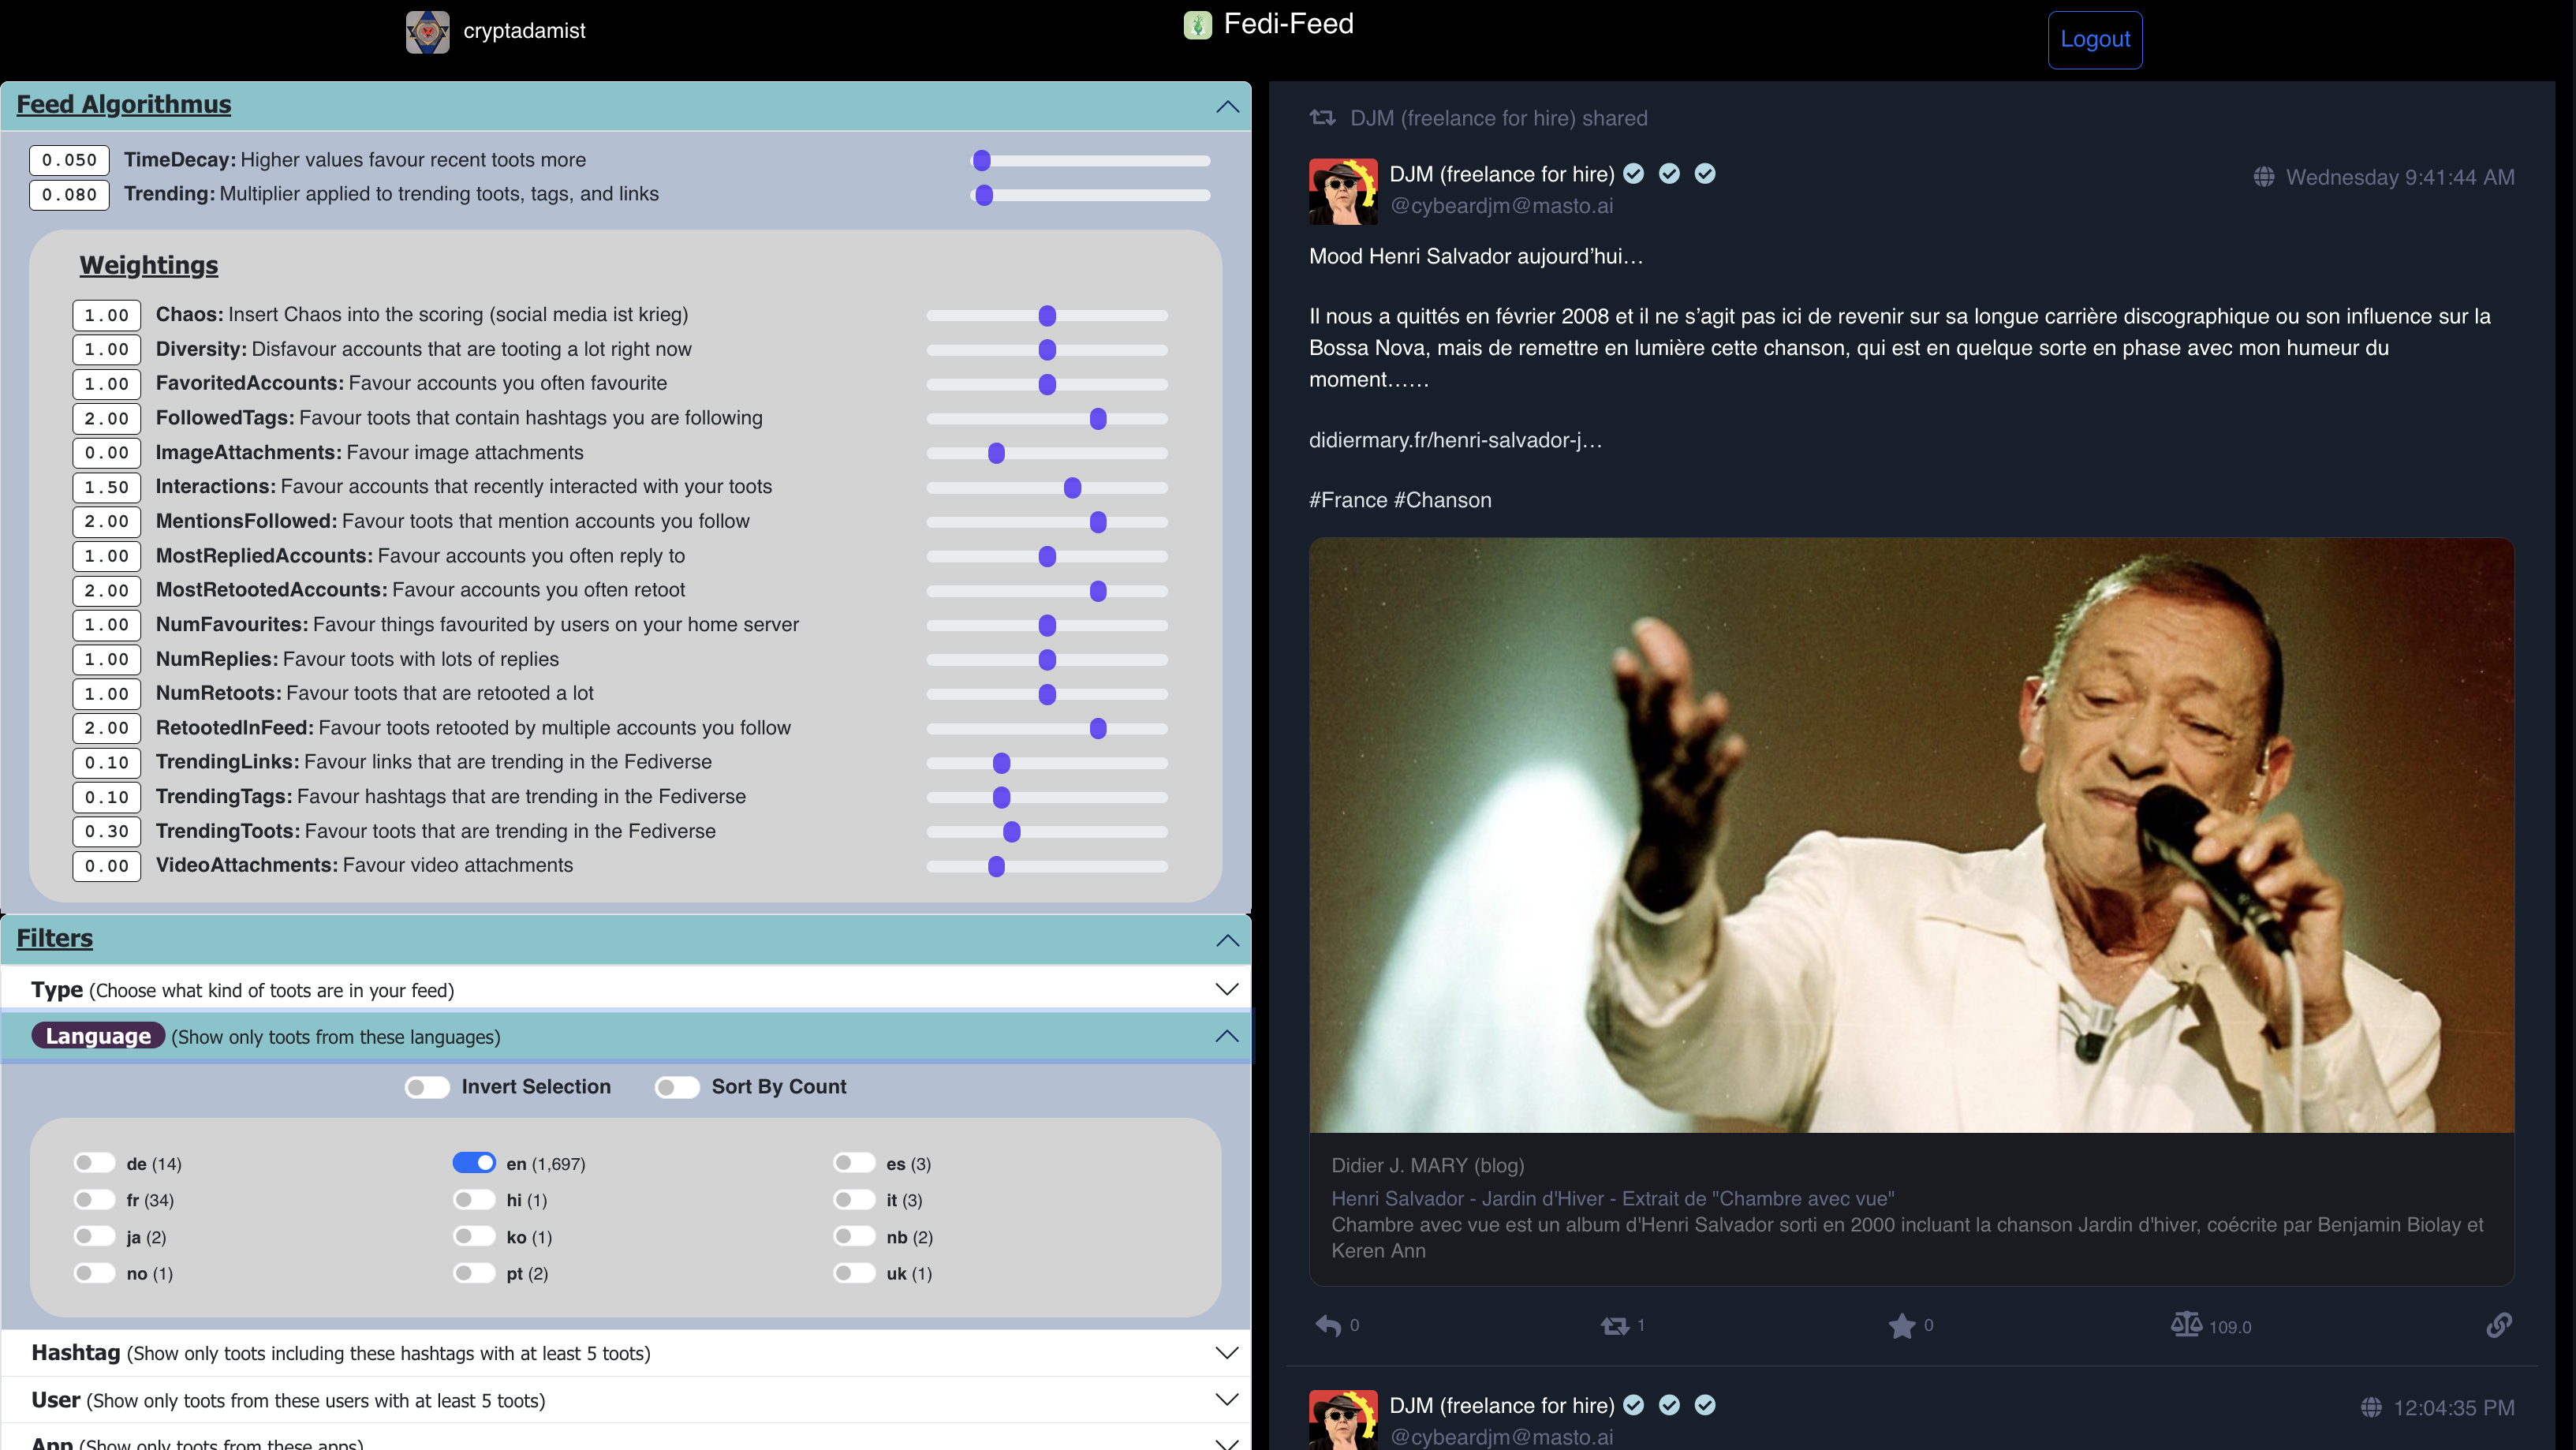 cryptadamist
Fedi-Feed
Logout
Feed Algorithmus
0.050 TimeDecay: Higher values favour recent toots more
0.080 Trending: Multiplier applied to trending toots, tags, and links
Weightings
1.00 Chaos: Insert Chaos into the scoring (social media ist krieg)
1.00 Diversity: Disfavour accounts that are tooting a lot right now
1.00 FavoritedAccounts: Favour accounts you often favourite
2.00 FollowedTags: Favour toots that contain hashtags you are following
0.00 ImageAttachments: Favour image attachments
1.50 Interactions: Favour accounts that recently interacted with your toots
2.00 MentionsFollowed: Favour toots that mention accounts you follow
1.00 MostRepliedAccounts: Favour accounts you often reply to
2.00 MostRetootedAccounts: Favour accounts you often retoot
1.00 NumFavourites: Favour things favourited by users on your home server
1.00 NumReplies: Favour toots with lots of replies
1.00 NumRetoots: Favour toots that are retooted a lot
2.00 RetootedInFeed: Favour toots retooted by multiple accounts you follow
0.10 TrendingLinks: Favour links that are trending in the Fediverse
0.10 TrendingTags: Favour hashtags that are trending in the Fediverse
0.30 TrendingToots: Favour toots that are trending in the Fediverse
0.00 VideoAttachments: Favour video attachments
Filters
Type (Choose what kind of toots are in your feed)
Language (Show only toots from these languages)
Invert Selection Sort By Count
de (14) en (1,697) es (3)
fr (34) hi (1) it (3)
ja (2) ko (1) nb (2)
no (1) pt (2) uk (1)
Hashtag (Show only toots including these hashtags with at least 5 toots)
User (Show only toots from these users with at least 5 toots)
App (Show only toots from these apps)
DJM (freelance for hire) shared
DJM (freelance for hire)
Wednesday 9:41:44 AM
@cybeardjm@masto.ai
Mood Henri Salvador aujourd’hui…
Il nous a quittés en février 2008 et il ne s’agit pas ici de revenir sur sa longue carrière discographique ou son influence sur la
Bossa Nova, mais de remettre en lumière cette chanson, qui est en quelque sorte en phase avec mon humeur du
moment……
didiermary.fr/henri-salvador-j…
#France #Chanson
Didier J. MARY (blog)
Henri Salvador - Jardin d'Hiver - Extrait de "Chambre avec vue"
Chambre avec vue est un album d'Henri Salvador sorti en 2000 incluant la chanson Jardin d'hiver, coécrite par Benjamin Biolay et
Keren Ann
0 1 0 109.0
DJM (freelance for hire)
12:04:35 PM
@cybeardjm@masto.ai